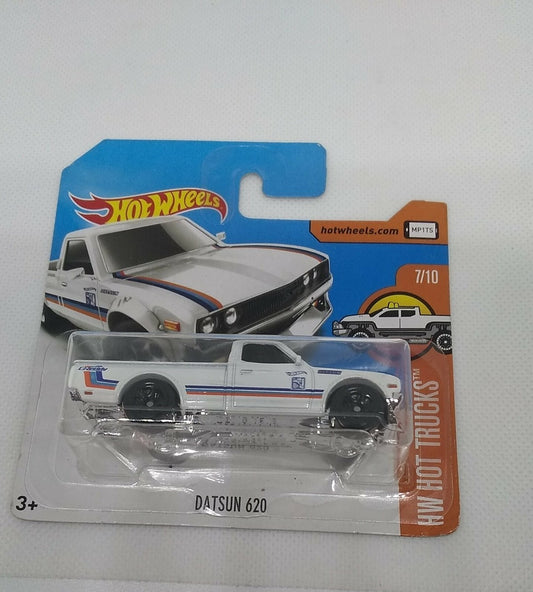 HOT WHEELS
hotwheels.com
MP1TS
7/10
HW HOT TRUCKS™
3+
DATSUN 620